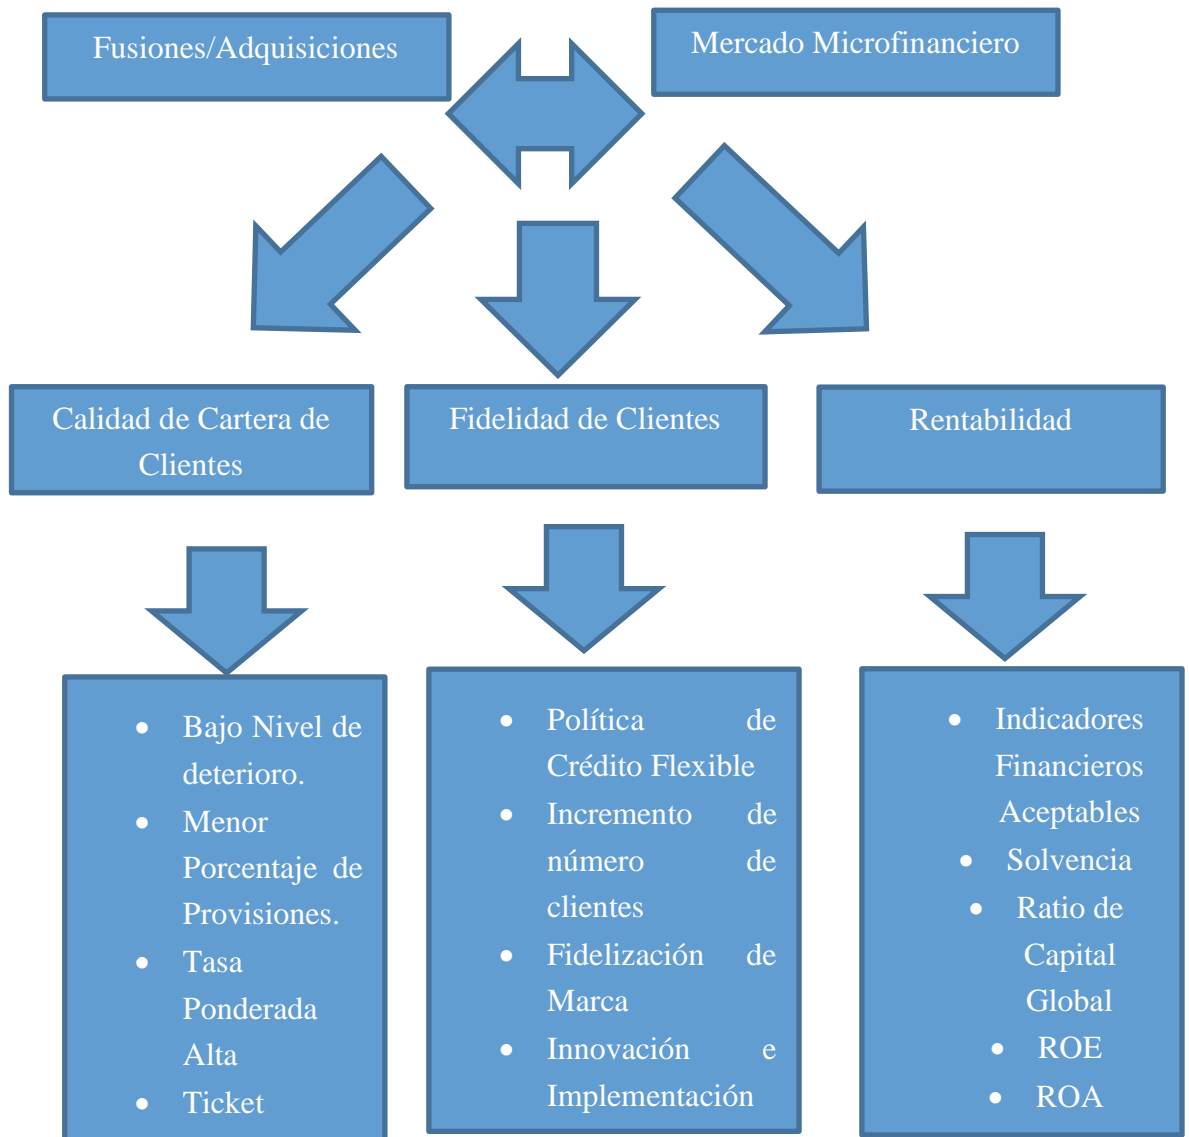 Fusiones/Adquisiciones
Mercado Microfinanciero
Calidad de Cartera de
Clientes
Fidelidad de Clientes
Rentabilidad
• Bajo Nivel de
deterioro.
• Menor
Porcentaje de
Provisiones.
• Tasa
Ponderada
Alta
• Ticket
• Política de
Crédito Flexible
• Incremento de
número de
clientes
• Fidelización de
Marca
• Innovación e
Implementación
• Indicadores
Financieros
Aceptables
• Solvencia
• Ratio de
Capital
Global
• ROE
• ROA